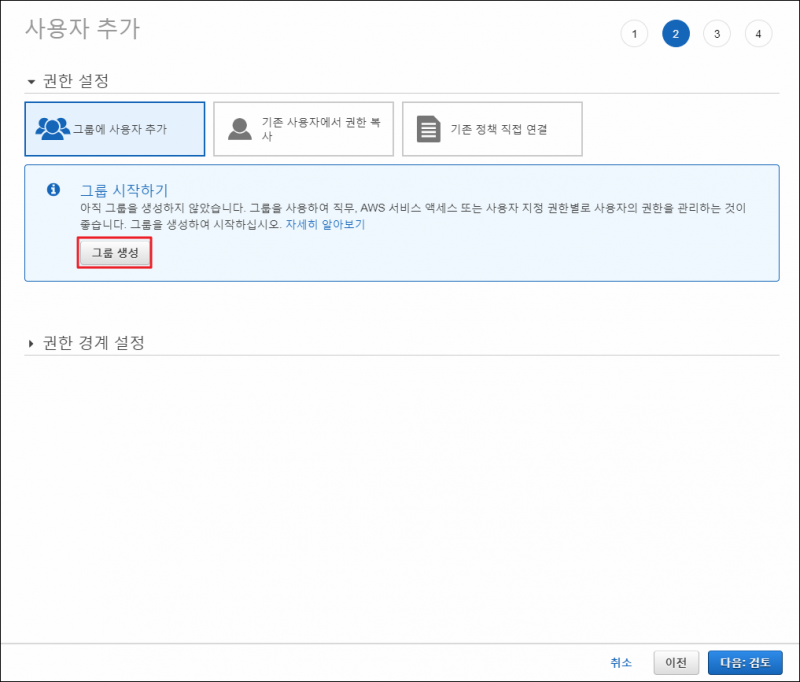 사용자 추가
1 2 3 4
권한 설정
그룹에 사용자 추가
기존 사용자에서 권한 복
사
기존 정책 직접 연결
그룹 시작하기
아직 그룹을 생성하지 않았습니다. 그룹을 사용하여 직무, AWS 서비스 액세스 또는 사용자 지정 권한별로 사용자의 권한을 관리하는 것이
좋습니다. 그룹을 생성하여 시작하십시오. 자세히 알아보기
그룹 생성
권한 경계 설정
취소 이전 다음: 검토